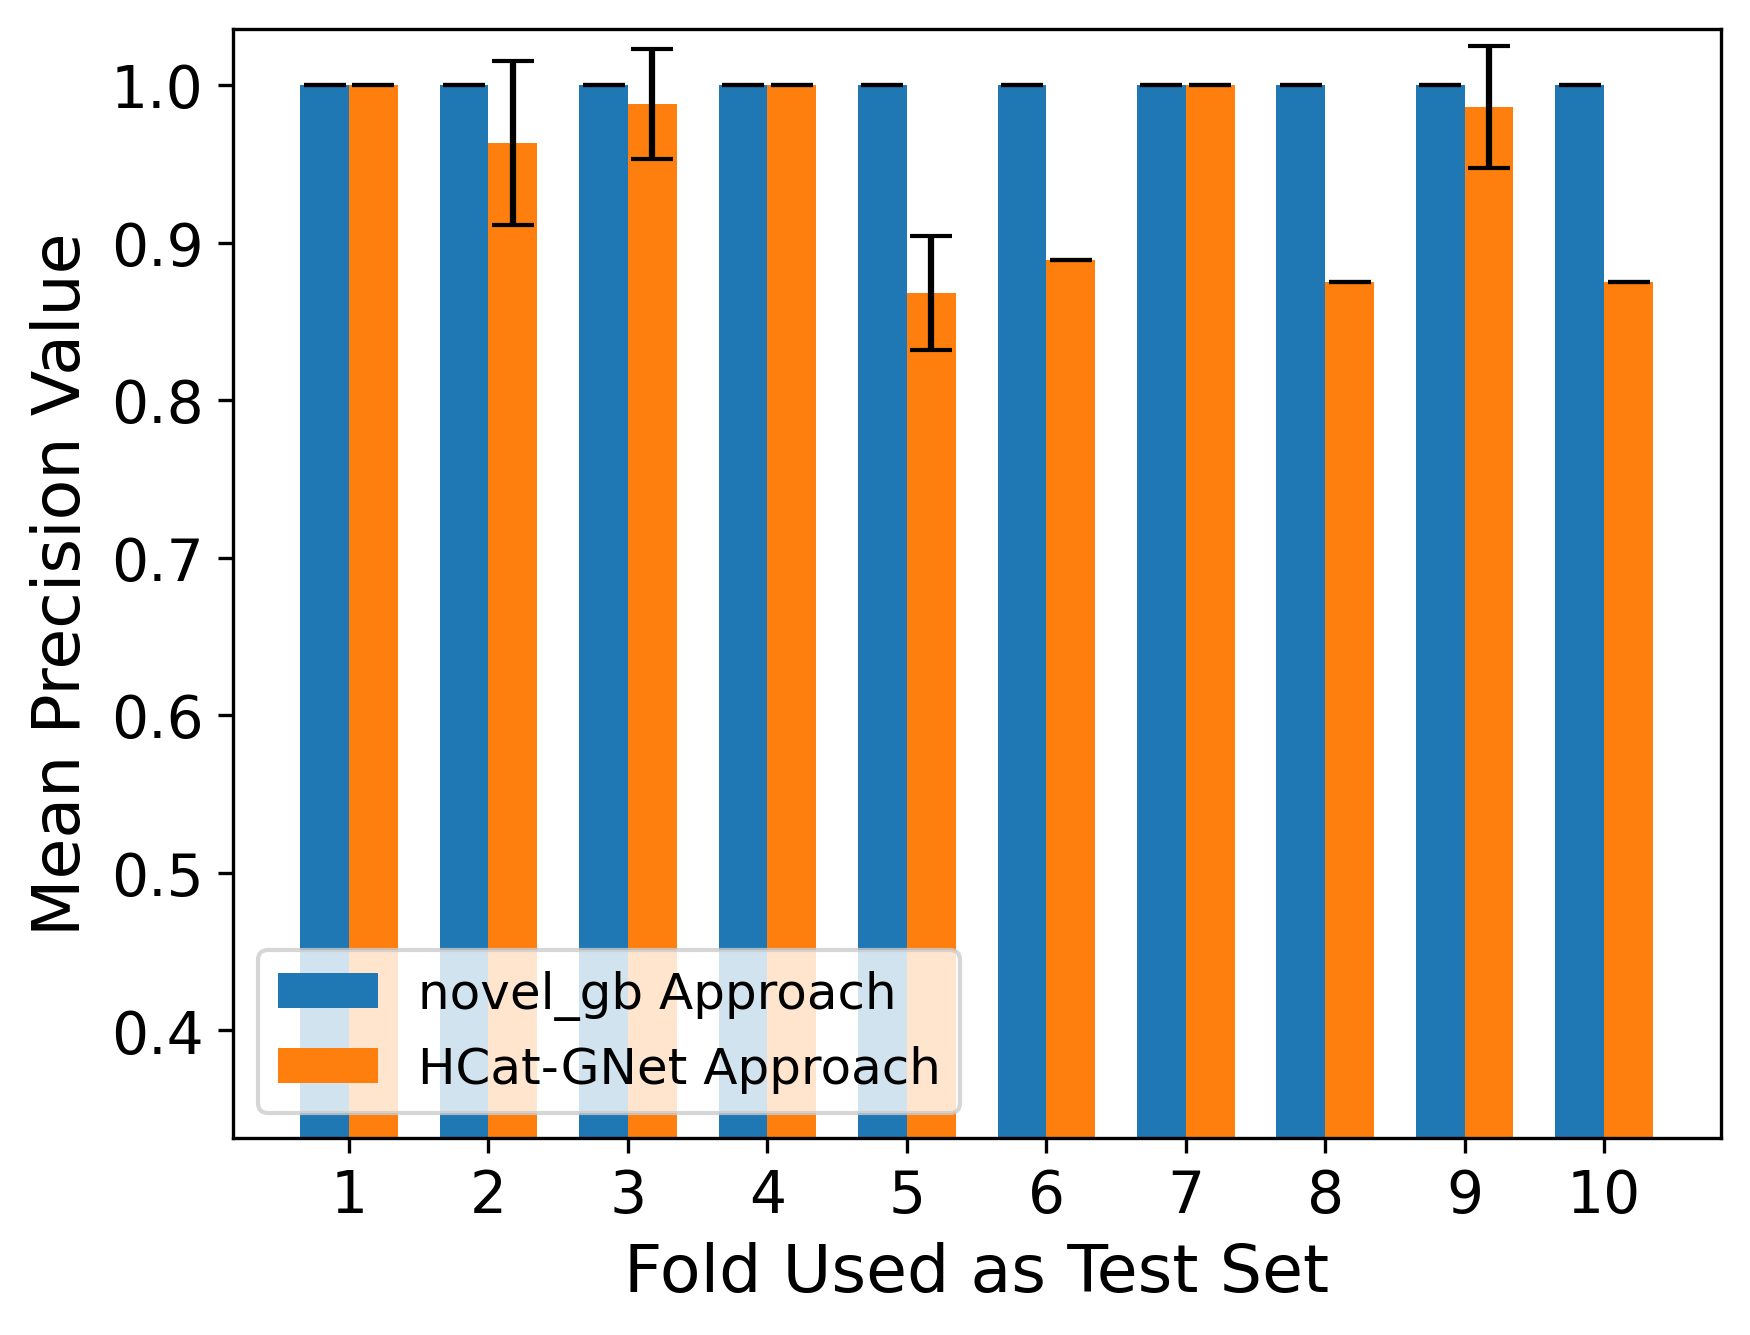 Mean Precision Value
1.0
0.9
0.8
0.7
0.6
0.5
0.4
novel_gb Approach
HCat-GNet Approach
1 2 3 4 5 6 7 8 9 10
Fold Used as Test Set